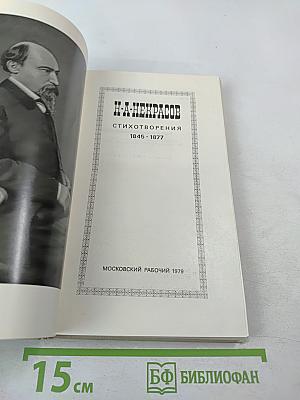 Н·А·НЕКРАСОВ
СТИХОТВОРЕНИЯ
1845-1877
МОСКОВСКИЙ РАБОЧИЙ 1979
15 см
БФ БИБЛИОФАН